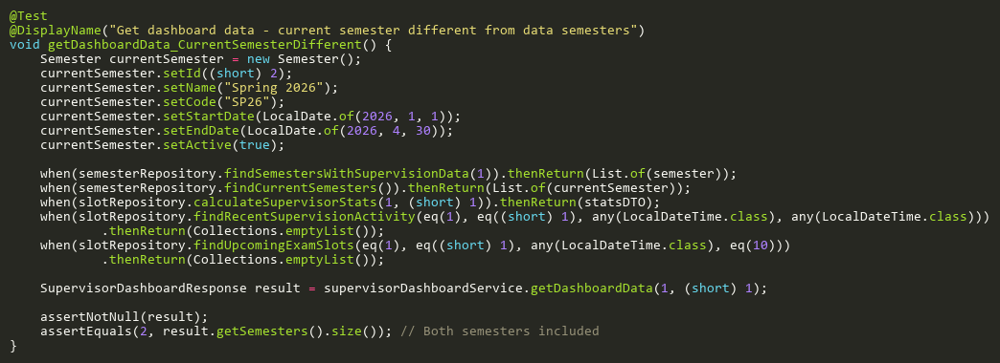 @Test
@DisplayName("Get dashboard data - current semester different from data semesters")
void getDashboardData_CurrentSemesterDifferent() {
    Semester currentSemester = new Semester();
    currentSemester.setId((short) 2);
    currentSemester.setName("Spring 2026");
    currentSemester.setCode("SP26");
    currentSemester.setStartDate(LocalDate.of(2026, 1, 1));
    currentSemester.setEndDate(LocalDate.of(2026, 4, 30));
    currentSemester.setActive(true);

    when(semesterRepository.findSemestersWithSupervisionData(1)).thenReturn(List.of(semester));
    when(semesterRepository.findCurrentSemesters()).thenReturn(List.of(currentSemester));
    when(slotRepository.calculateSupervisorStats(1, (short) 1)).thenReturn(statsDTO);
    when(slotRepository.findRecentSupervisionActivity(eq(1), eq((short) 1), any(LocalDateTime.class), any(LocalDateTime.class)))
            .thenReturn(Collections.emptyList());
    when(slotRepository.findUpcomingExamSlots(eq(1), eq((short) 1), any(LocalDateTime.class), eq(10)))
            .thenReturn(Collections.emptyList());

    SupervisorDashboardResponse result = supervisorDashboardService.getDashboardData(1, (short) 1);

    assertNotNull(result);
    assertEquals(2, result.getSemesters().size()); // Both semesters included
}